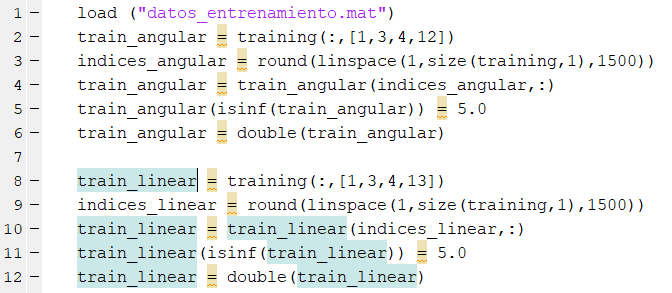 1 — load ("datos_entrenamiento.mat")
2 — train_angular = training(:,[1,3,4,12])
3 — indices_angular = round(linspace(1,size(training,1),1500))
4 — train_angular = train_angular(indices_angular,:)
5 — train_angular(isinf(train_angular)) = 5.0
6 — train_angular = double(train_angular)
7
8 — train_linear = training(:,[1,3,4,13])
9 — indices_linear = round(linspace(1,size(training,1),1500))
10 — train_linear = train_linear(indices_linear,:)
11 — train_linear(isinf(train_linear)) = 5.0
12 — train_linear = double(train_linear)